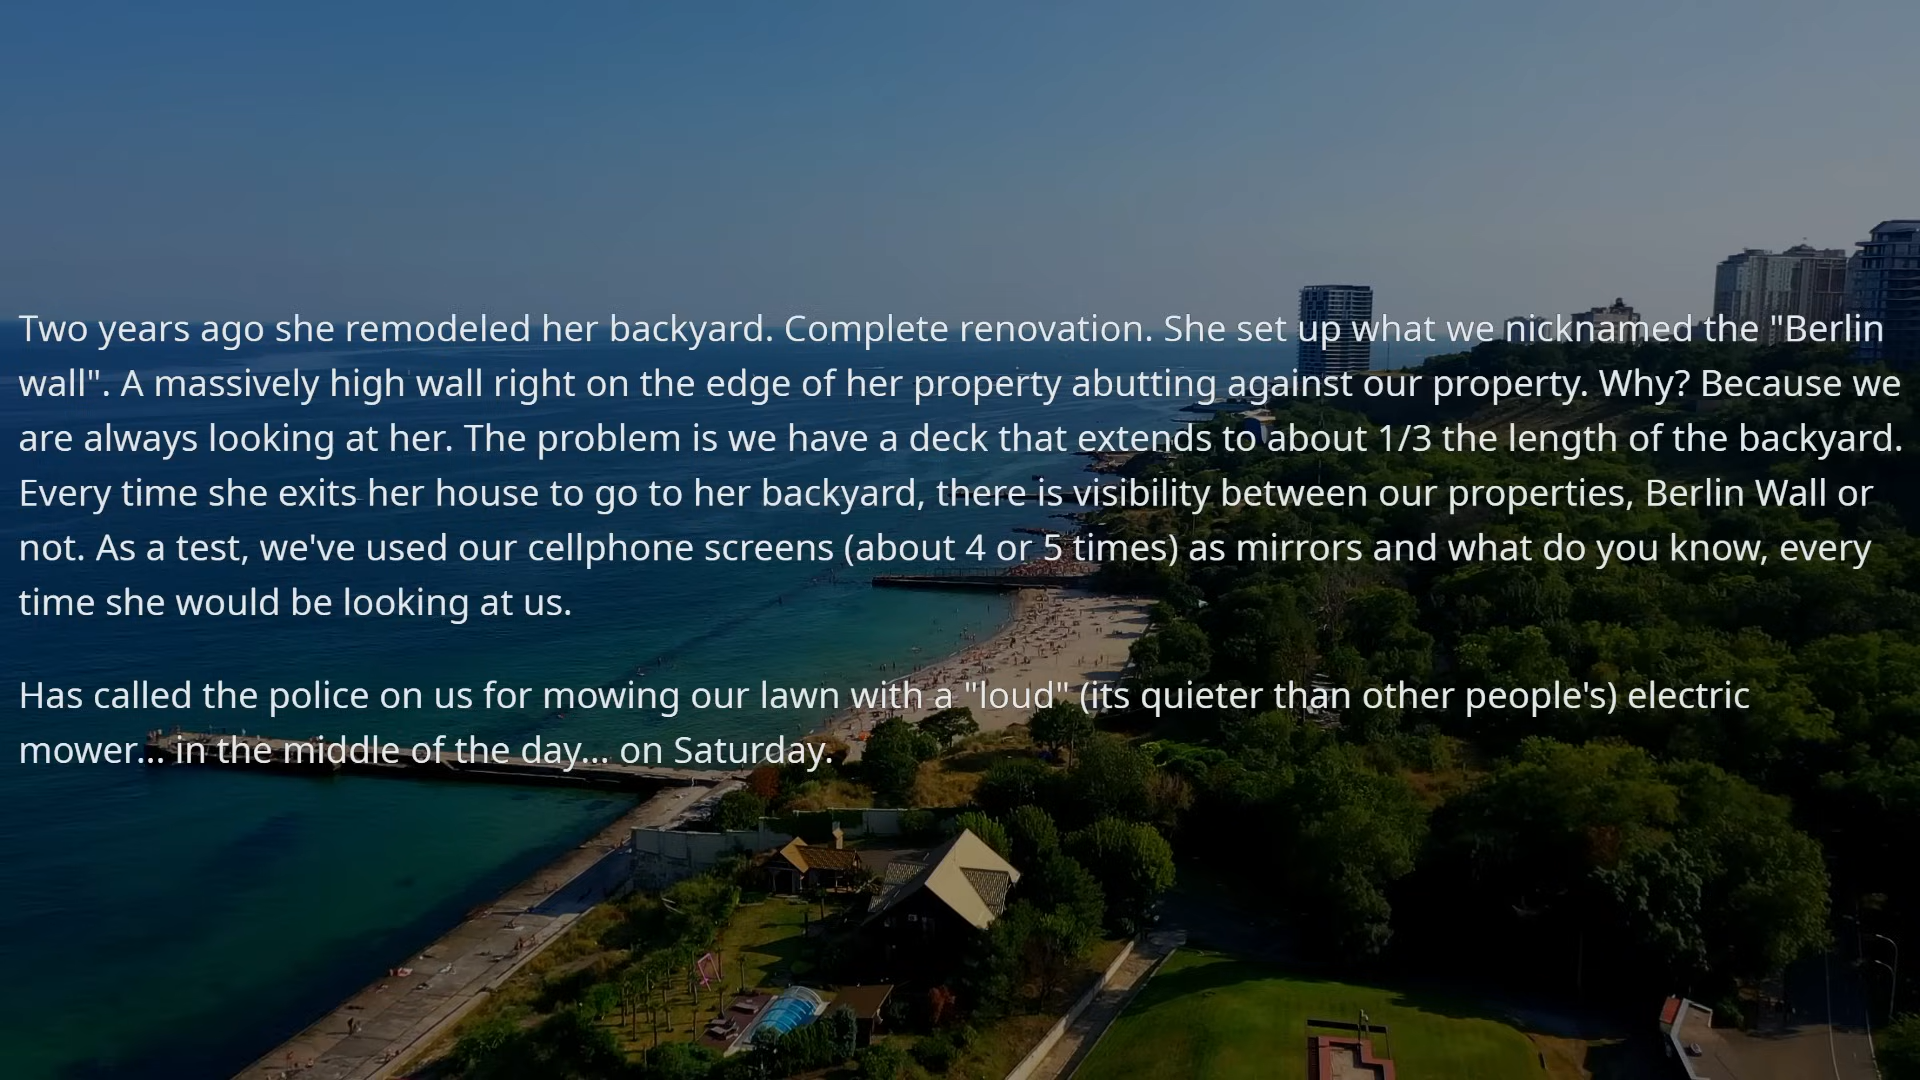 Two years ago she remodeled her backyard. Complete renovation. She set up what we nicknamed the "Berlin
wall". A massively high wall right on the edge of her property abutting against our property. Why? Because we
are always looking at her. The problem is we have a deck that extends to about 1/3 the length of the backyard.
Every time she exits her house to go to her backyard, there is visibility between our properties, Berlin Wall or
not. As a test, we've used our cellphone screens (about 4 or 5 times) as mirrors and what do you know, every
time she would be looking at us.
Has called the police on us for mowing our lawn with a "loud" (its quieter than other people's) electric
mower... in the middle of the day... on Saturday.